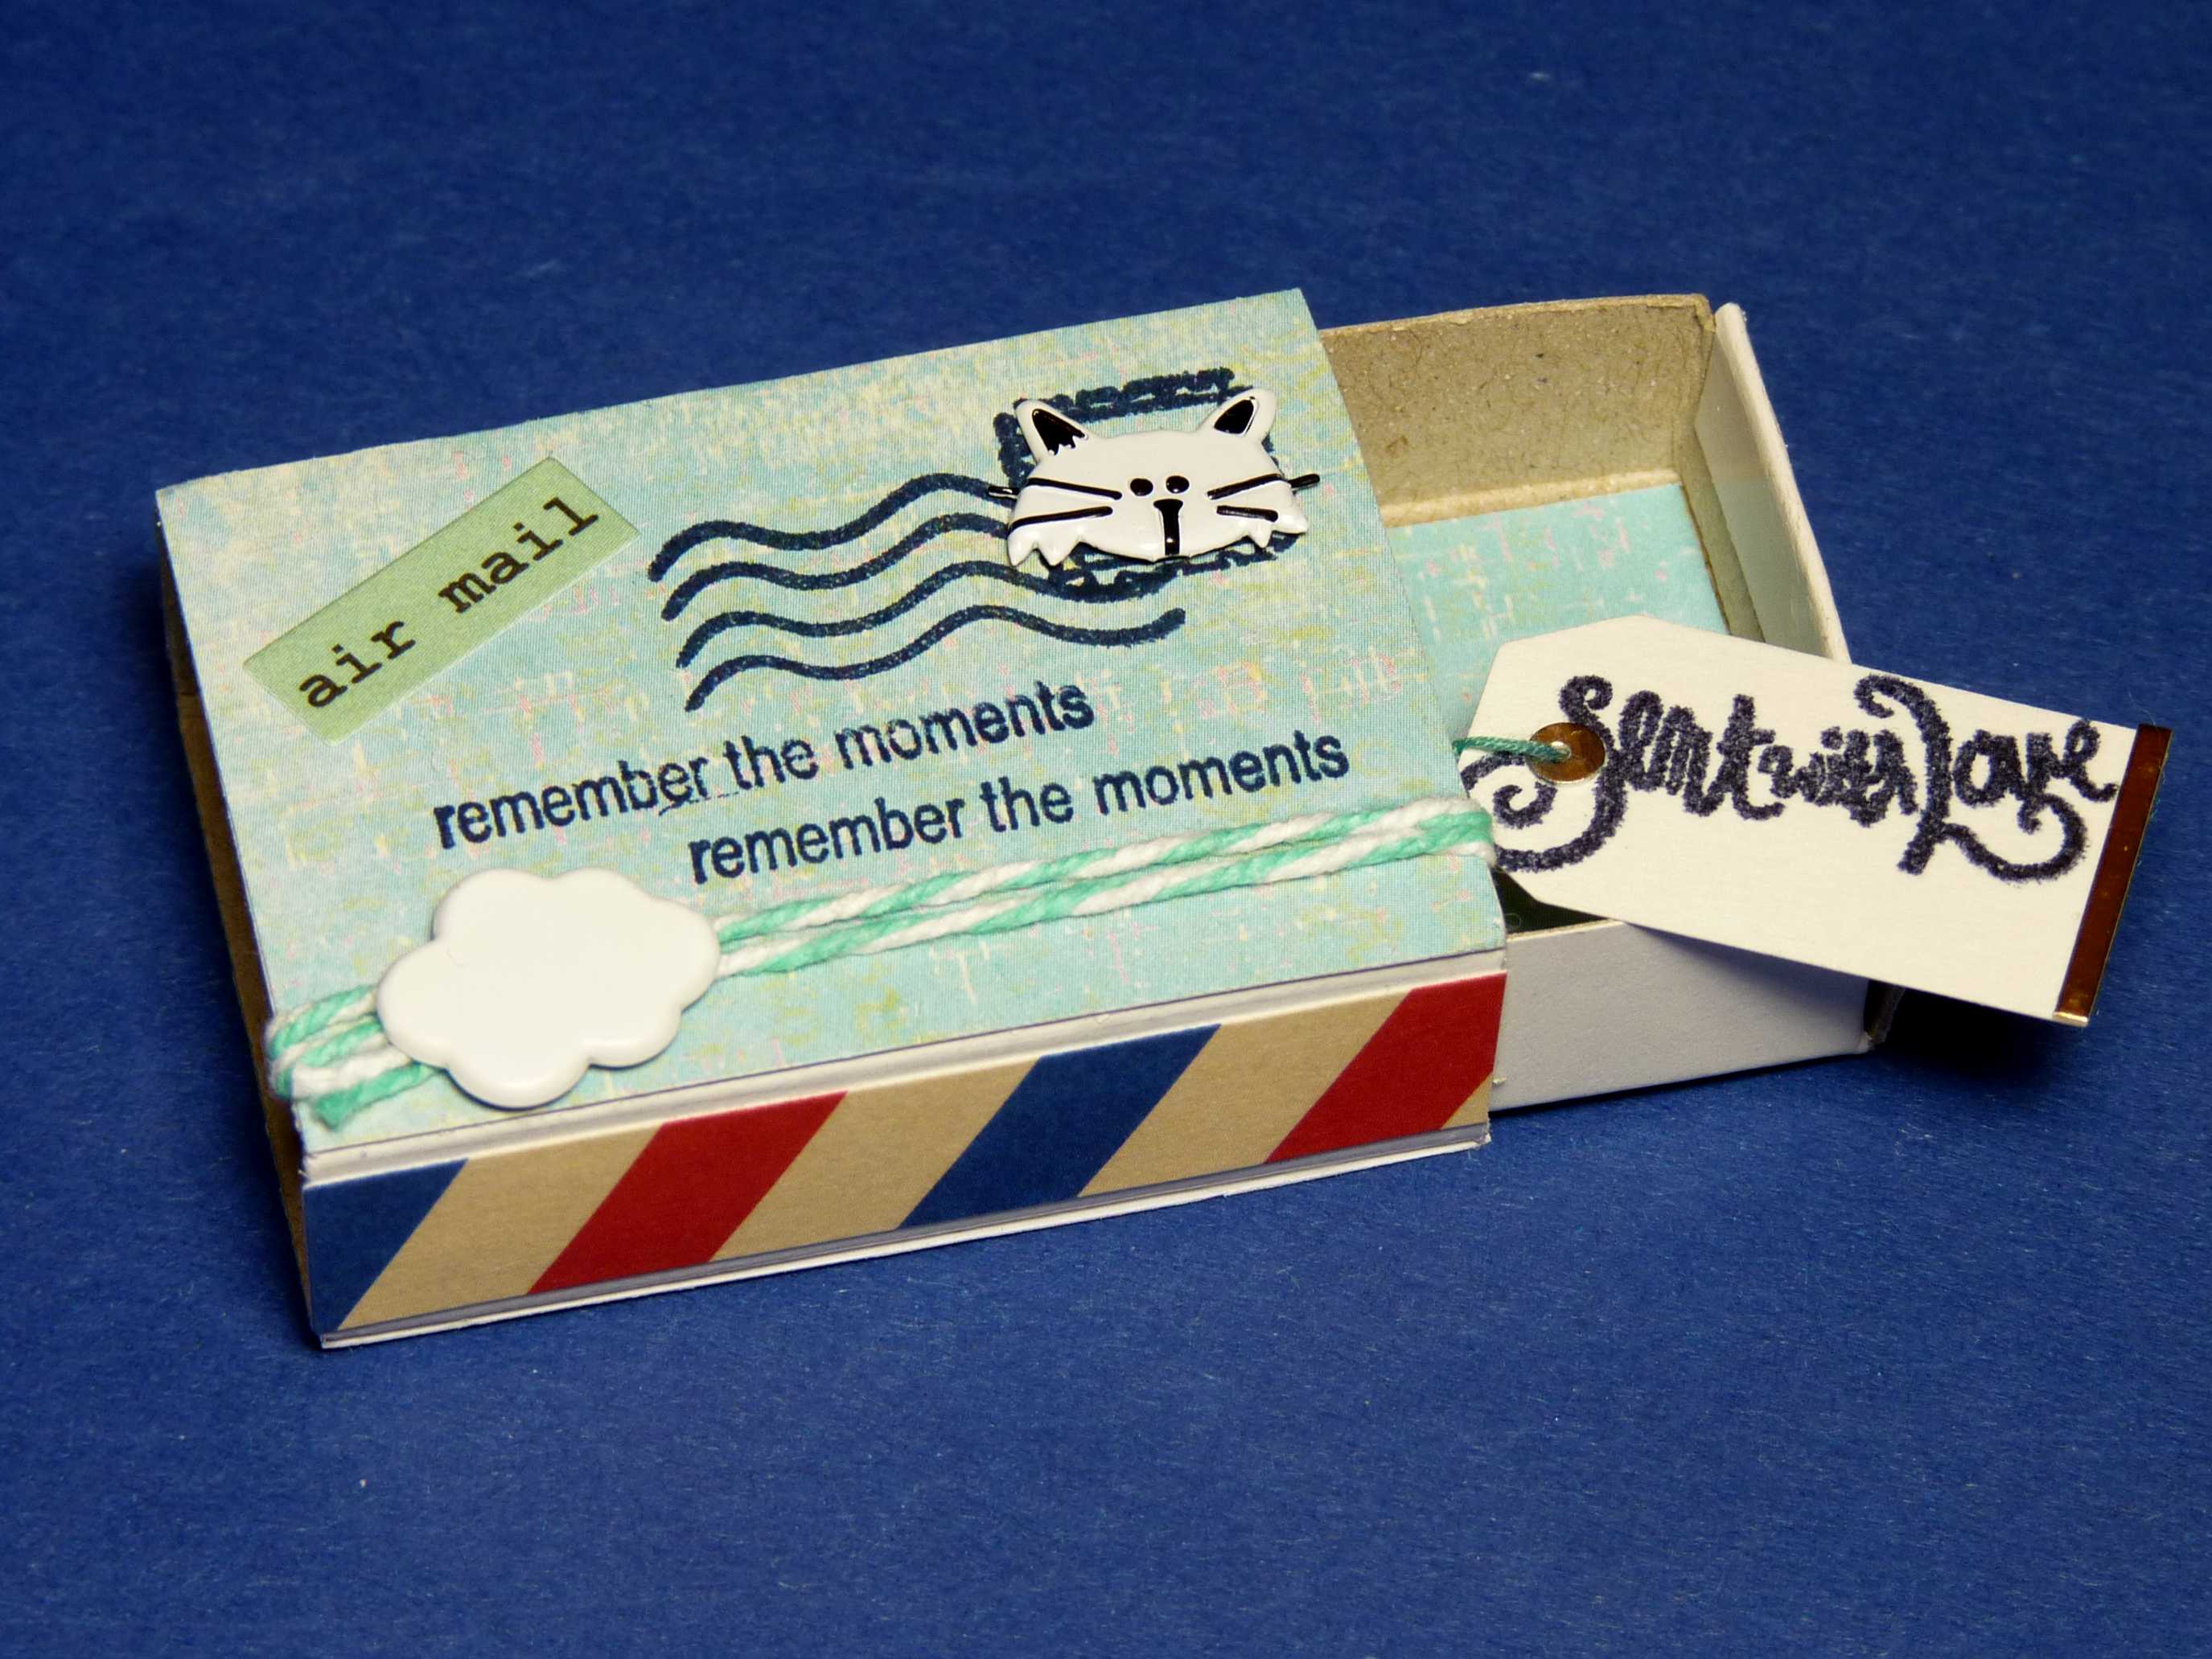 air mail
remember the moments
remember the moments
Sent with Love